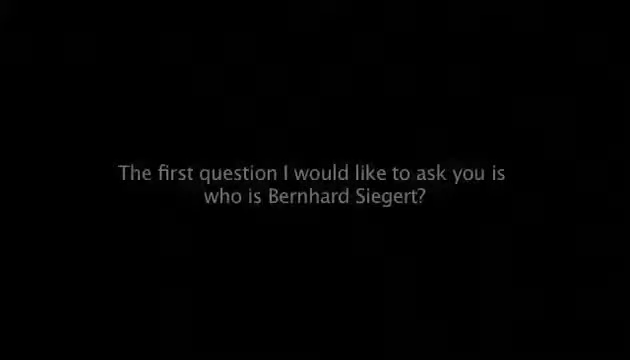 The first question I would like to ask you is
who is Bernhard Siegert?